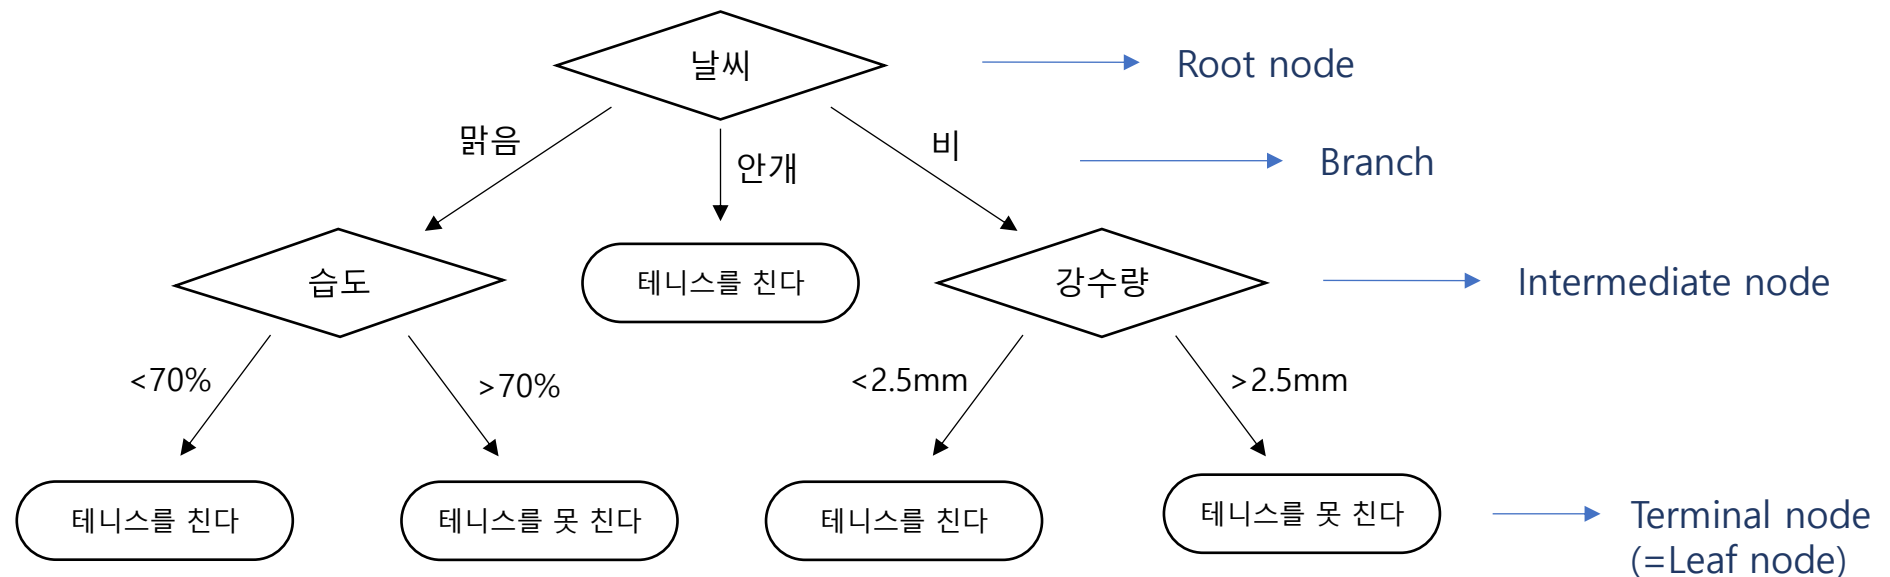 날씨
Root node
맑음
안개
비
Branch
습도
테니스를 친다
강수량
Intermediate node
<70%
>70%
<2.5mm
>2.5mm
테니스를 친다
테니스를 못 친다
테니스를 친다
테니스를 못 친다
Terminal node
(=Leaf node)